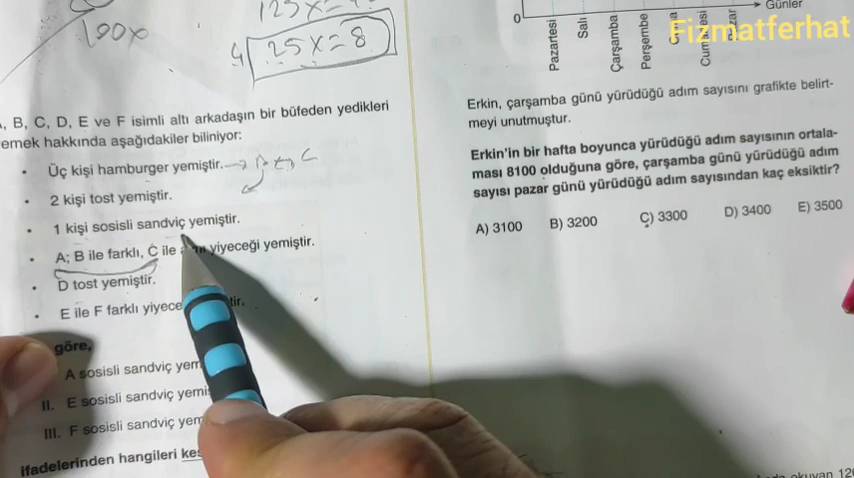 125x=
100x
25x=8
0
Günler
Pazartesi
Salı
Çarşamba
Perşembe
Fizmatferhat
B, C, D, E ve F isimli altı arkadaşın bir büfeden yedikleri
emek hakkında aşağıdakiler biliniyor:
• Üç kişi hamburger yemiştir.
• 2 kişi tost yemiştir.
• 1 kişi sosisli sandviç yemiştir.
• A; B ile farklı, C ile yiyeceği yemiştir.
• D tost yemiştir.
• E ile F farklı yiyece tir.
göre,
A sosisli sandviç yem
II. E sosisli sandviç yemi
III. F sosisli sandviç yem
ifadelerinden hangileri kes
Erkin, çarşamba günü yürüdüğü adım sayısını grafikte belirt-
meyi unutmuştur.
Erkin'in bir hafta boyunca yürüdüğü adım sayısının ortala-
ması 8100 olduğuna göre, çarşamba günü yürüdüğü adım
sayısı pazar günü yürüdüğü adım sayısından kaç eksiktir?
A) 3100 B) 3200 Ç) 3300 D) 3400 E) 3500
okuyan 120